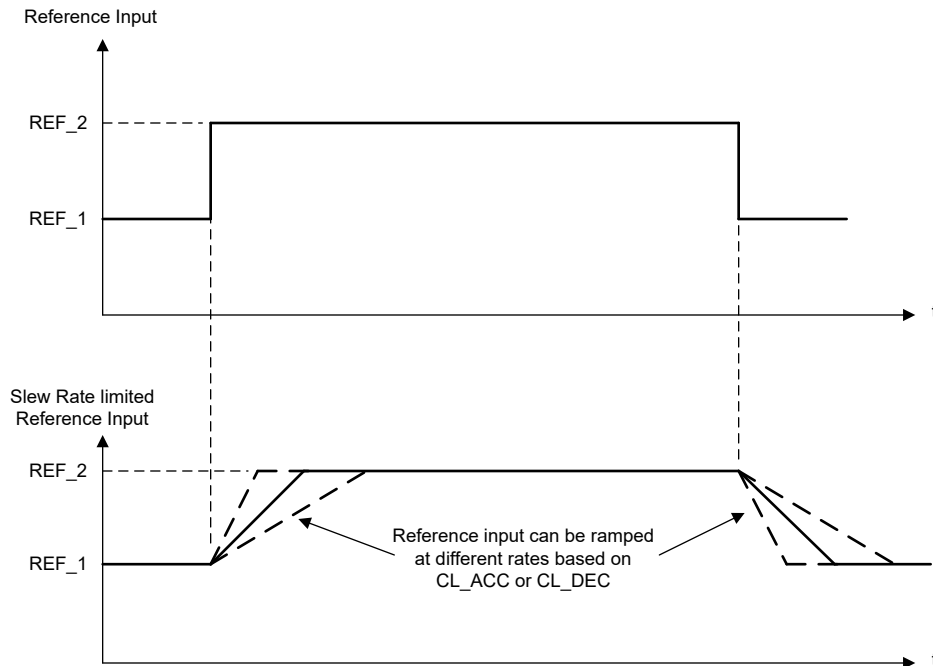 Reference Input
REF_2
REF_1
Slew Rate limited
Reference Input
REF_2
REF_1
Reference input can be ramped
at different rates based on
CL_ACC or CL_DEC